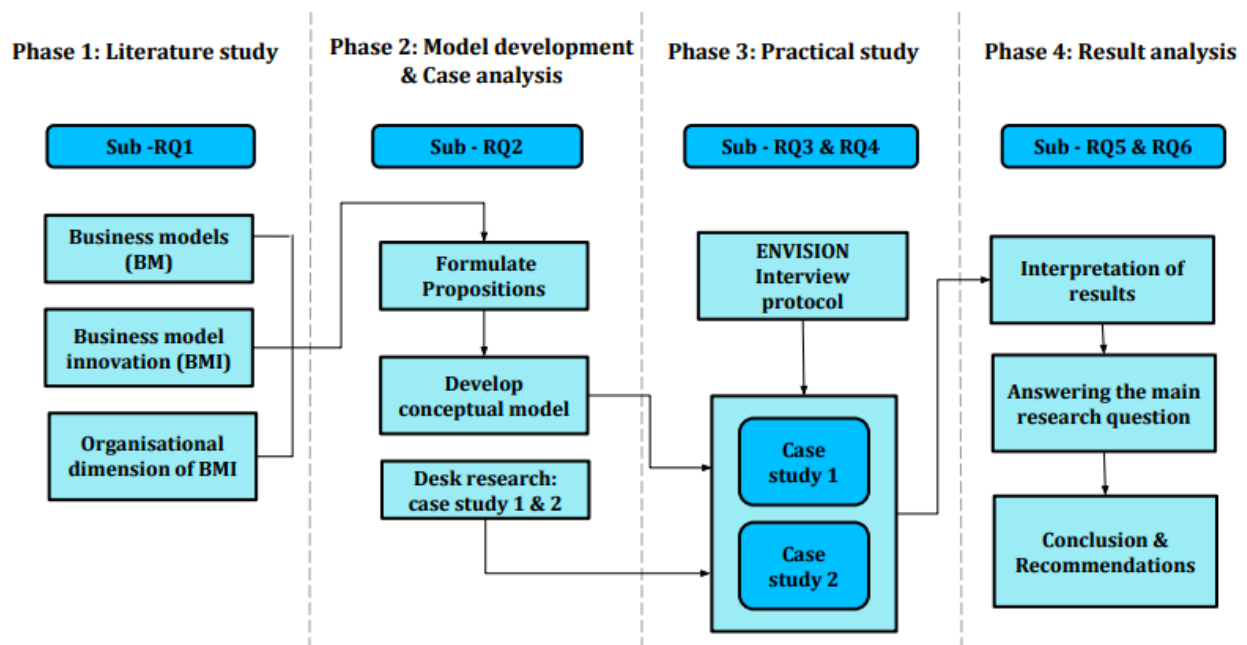 Phase 1: Literature study
Phase 2: Model development
& Case analysis
Phase 3: Practical study
Phase 4: Result analysis
Sub -RQ1
Sub - RQ2
Sub - RQ3 & RQ4
Sub - RQ5 & RQ6
Business models
(BM)
Business model
innovation (BMI)
Organisational
dimension of BMI
Formulate
Propositions
Develop
conceptual model
Desk research:
case study 1 & 2
ENVISION
Interview
protocol
Case
study 1
Case
study 2
Interpretation of
results
Answering the main
research question
Conclusion &
Recommendations